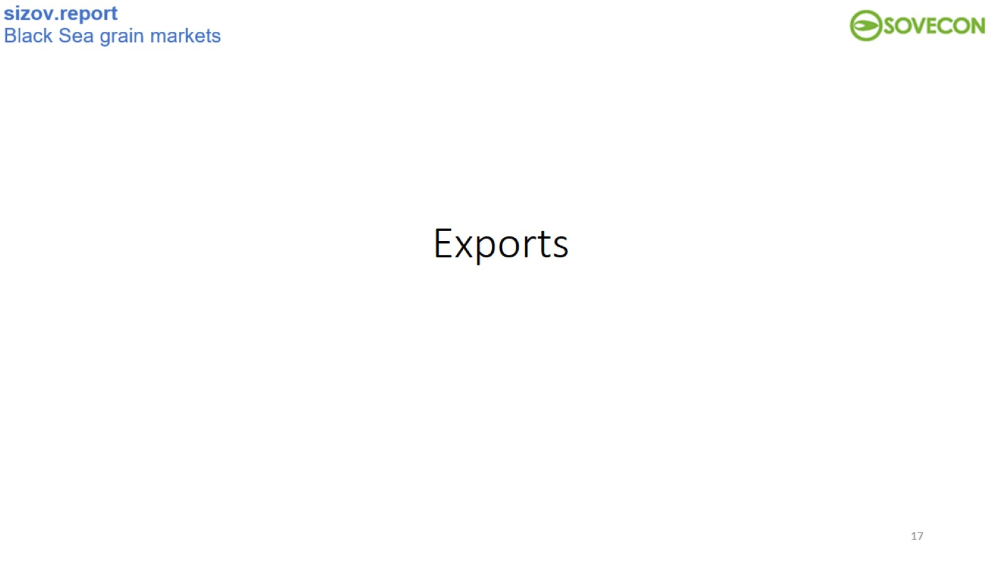 sizov.report
Black Sea grain markets
SOVECON
Exports
17